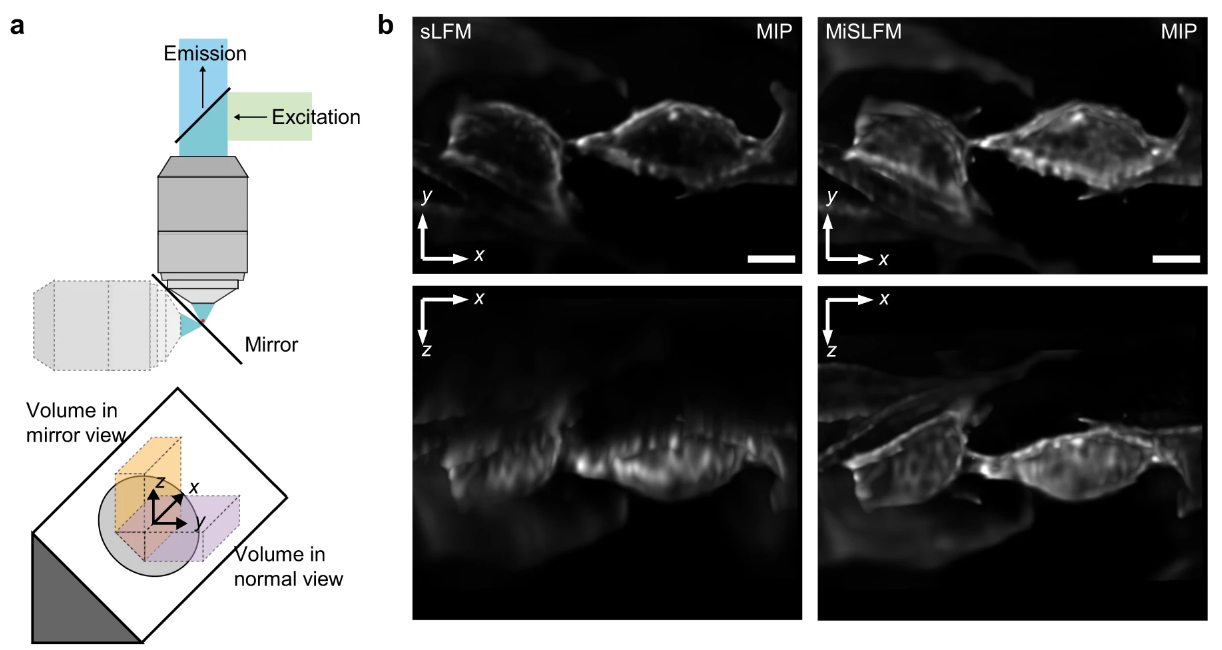 a
Emission
Excitation
Mirror
Volume in
mirror view
z
x
y
Volume in
normal view
b
sLFM
MIP
y
x
MiSLFM
MIP
y
x
x
z
x
z